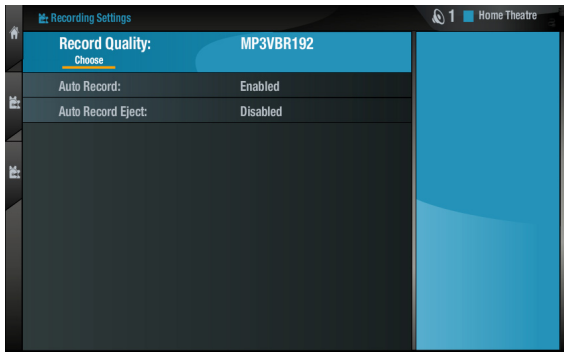 Recording Settings
1 Home Theatre
Record Quality: MP3VBR192
Choose
Auto Record: Enabled
Auto Record Eject: Disabled